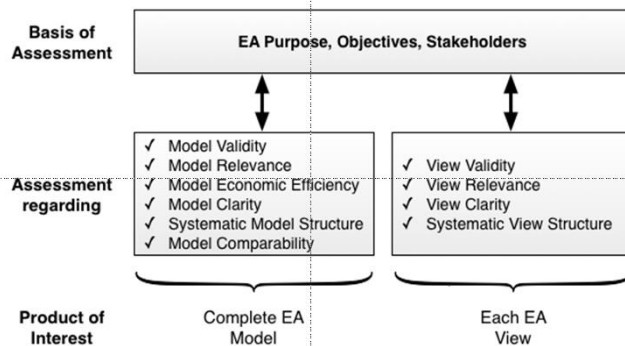 Basis of
Assessment
EA Purpose, Objectives, Stakeholders
Assessment
regarding
✓ Model Validity
✓ Model Relevance
✓ Model Economic Efficiency
✓ Model Clarity
✓ Systematic Model Structure
✓ Model Comparability
✓ View Validity
✓ View Relevance
✓ View Clarity
✓ Systematic View Structure
Product of
Interest
Complete EA
Model
Each EA
View